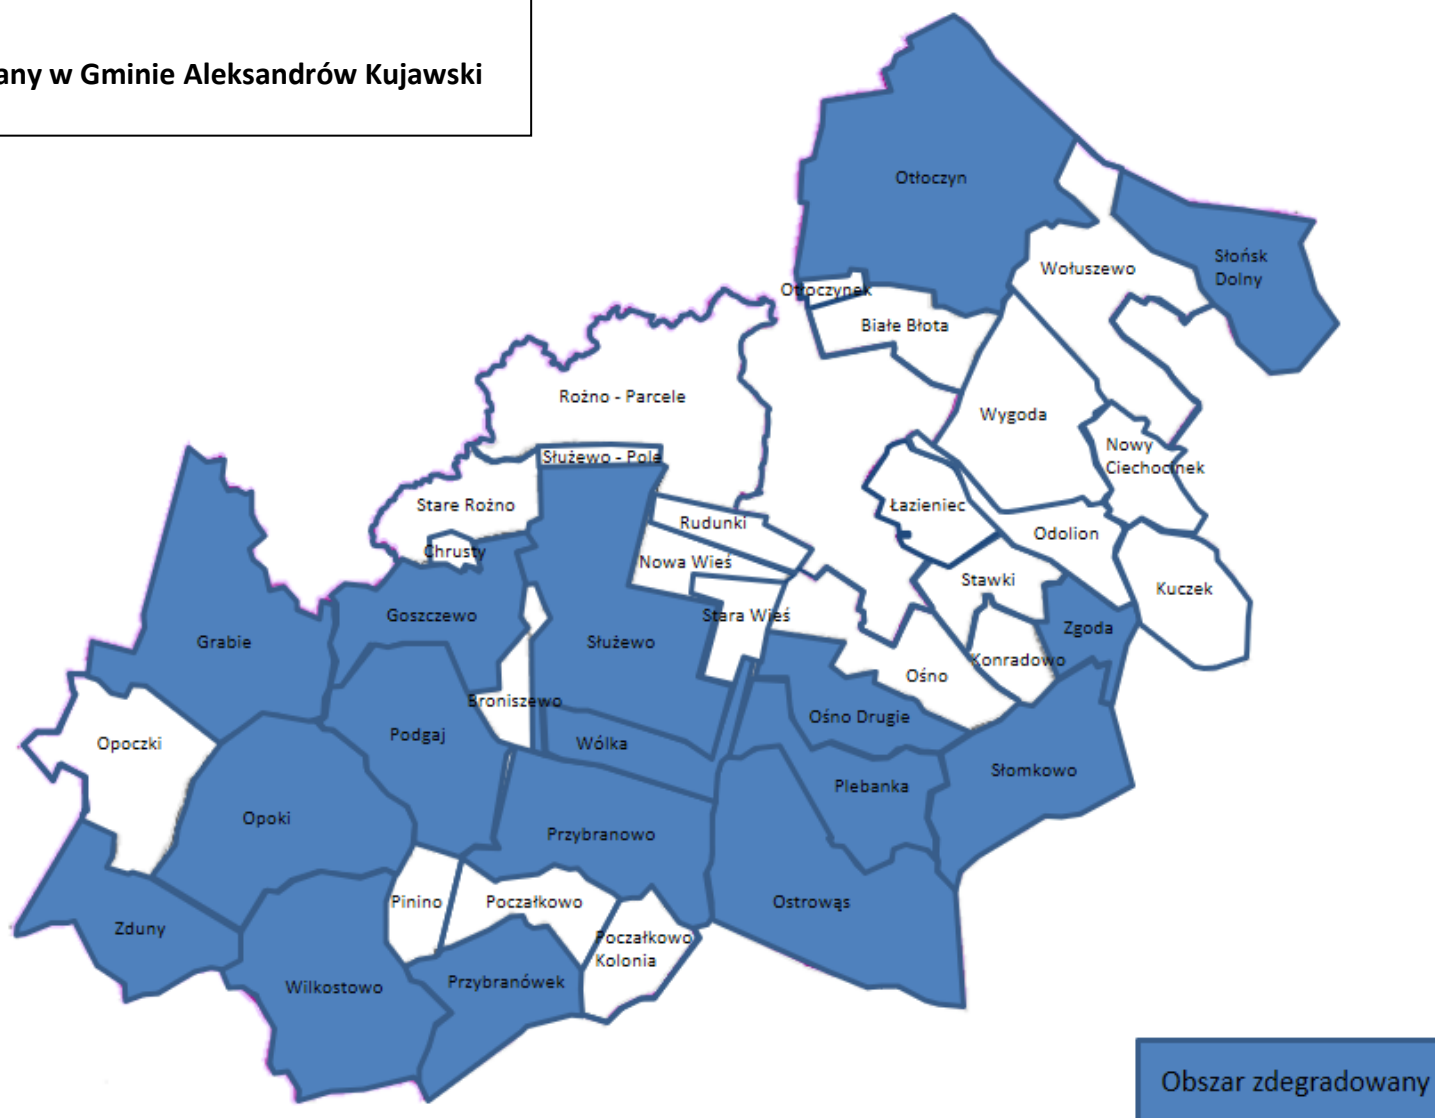 any w Gminie Aleksandrów Kujawski
Otłoczyn
Słońsk
Dolny
Wołuszewo
Otłoczynek
Białe Błota
Rożno - Parcele
Wygoda
Nowy
Ciechocinek
Służewo - Pole
Stare Rożno
Łazieniec
Rudunki
Odolion
Chrusty
Nowa Wieś
Stawki
Kuczek
Goszczewo
Stara Wieś
Zgoda
Grabie
Służewo
Konradowo
Ośno
Broniszewo
Ośno Drugie
Podgaj
Opoczki
Wólka
Słomkowo
Plebanka
Opoki
Przybranowo
Pinino
Poczałkowo
Ostrowąs
Zduny
Poczałkowo
Kolonia
Przybranówek
Wilkostowo
Obszar zdegradowany